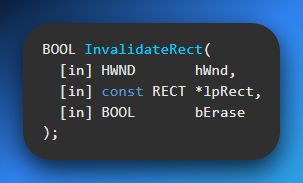 BOOL InvalidateRect(
  [in] HWND       hWnd,
  [in] const RECT *lpRect,
  [in] BOOL       bErase
);